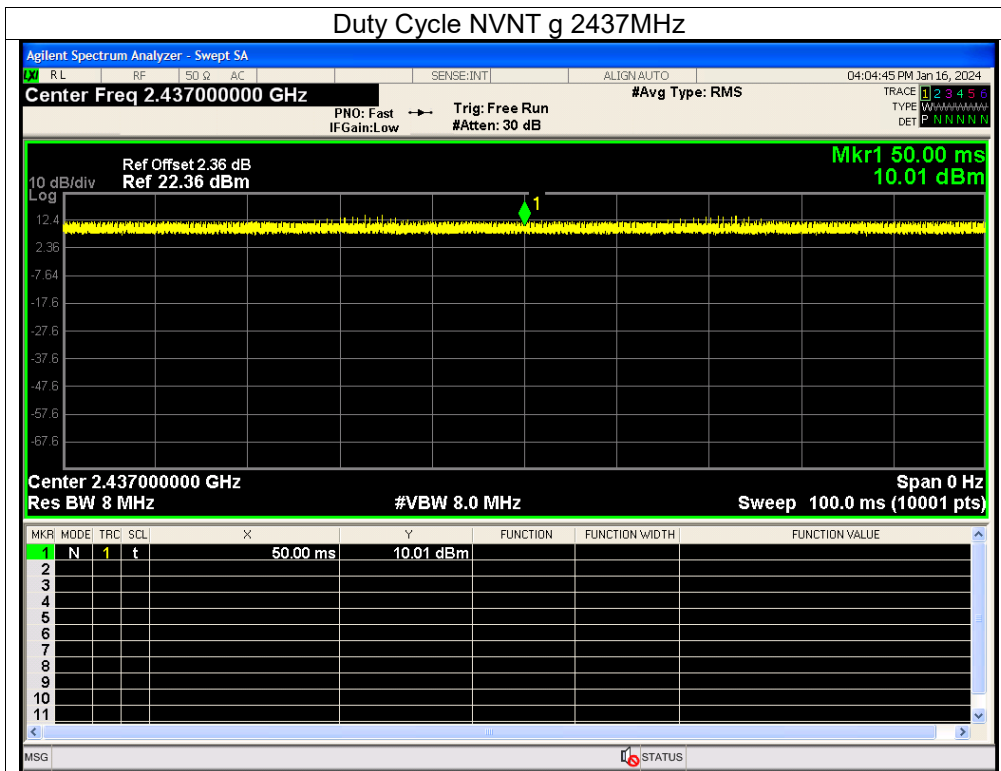 Duty Cycle NVNT g 2437MHz
Agilent Spectrum Analyzer - Swept SA
LXI RL RF 50 Ω AC SENSE:INT ALIGN AUTO 04:04:45 PM Jan 16, 2024
Center Freq 2.437000000 GHz #Avg Type: RMS TRACE 1 2 3 4 5 6
PNO: Fast Trig: Free Run TYPE WWWWWW
IFGain:Low #Atten: 30 dB DET P N N N N N
Mkr1 50.00 ms
Ref Offset 2.36 dB
10 dB/div Ref 22.36 dBm 10.01 dBm
Log
1
12.4
2.36
-7.64
-17.6
-27.6
-37.6
-47.6
-57.6
-67.6
Center 2.437000000 GHz Span 0 Hz
Res BW 8 MHz #VBW 8.0 MHz Sweep 100.0 ms (10001 pts)
MKR MODE TRC SCL X Y FUNCTION FUNCTION WIDTH FUNCTION VALUE
1 N 1 t 50.00 ms 10.01 dBm
2
3
4
5
6
7
8
9
10
11
MSG STATUS